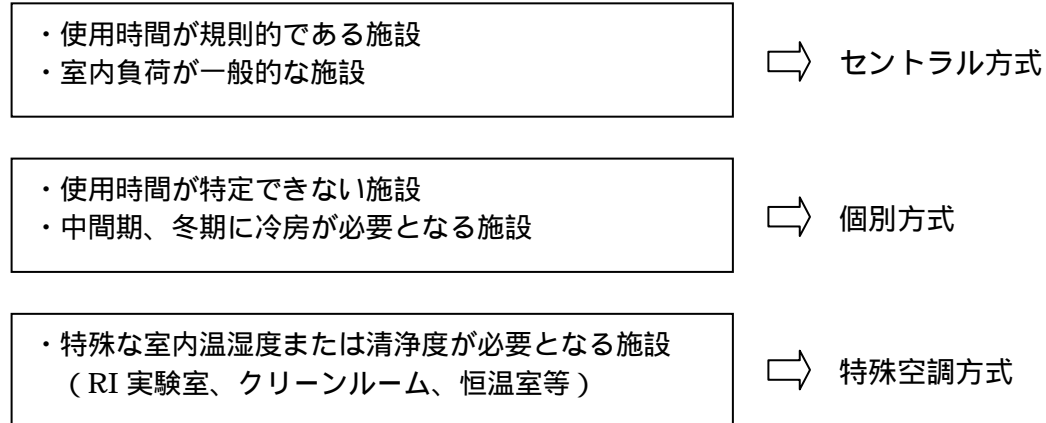 ・使用時間が規則的である施設
・室内負荷が一般的な施設
セントラル方式
・使用時間が特定できない施設
・中間期、冬期に冷房が必要となる施設
個別方式
・特殊な室内温湿度または清浄度が必要となる施設
（RI 実験室、クリーンルーム、恒温室等）
特殊空調方式